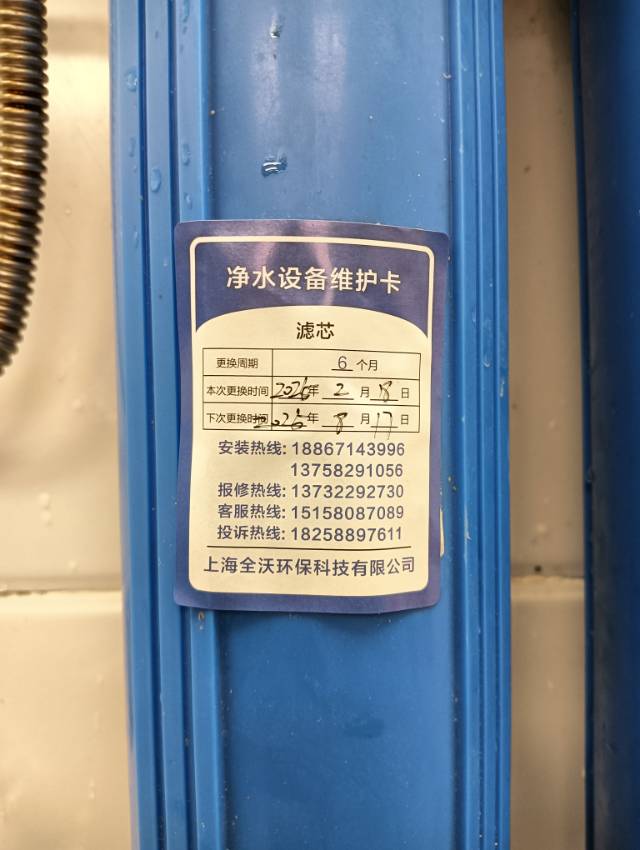 净水设备维护卡
滤芯
更换周期 6 个月
本次更换时间 2026年 2 月 18 日
下次更换时间 2026年 8 月 17 日
安装热线: 18867143996
13758291056
报修热线: 13732292730
客服热线: 15158087089
投诉热线: 18258897611
上海全沃环保科技有限公司